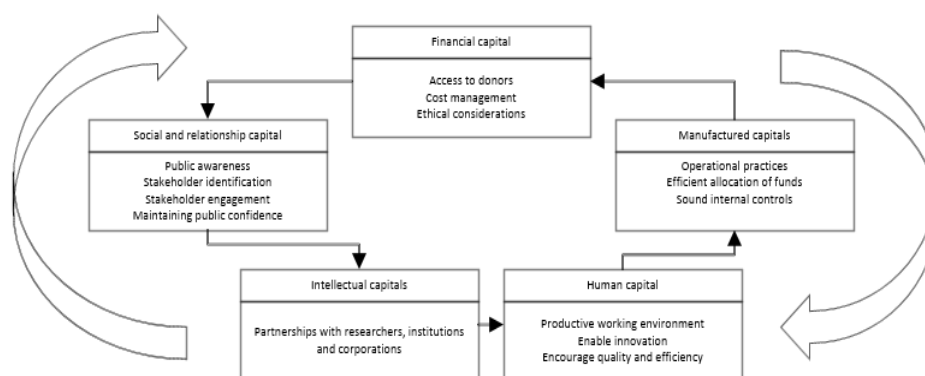 Financial capital
Access to donors
Cost management
Ethical considerations
Social and relationship capital
Public awareness
Stakeholder identification
Stakeholder engagement
Maintaining public confidence
Manufactured capitals
Operational practices
Efficient allocation of funds
Sound internal controls
Intellectual capitals
Partnerships with researchers, institutions
and corporations
Human capital
Productive working environment
Enable innovation
Encourage quality and efficiency